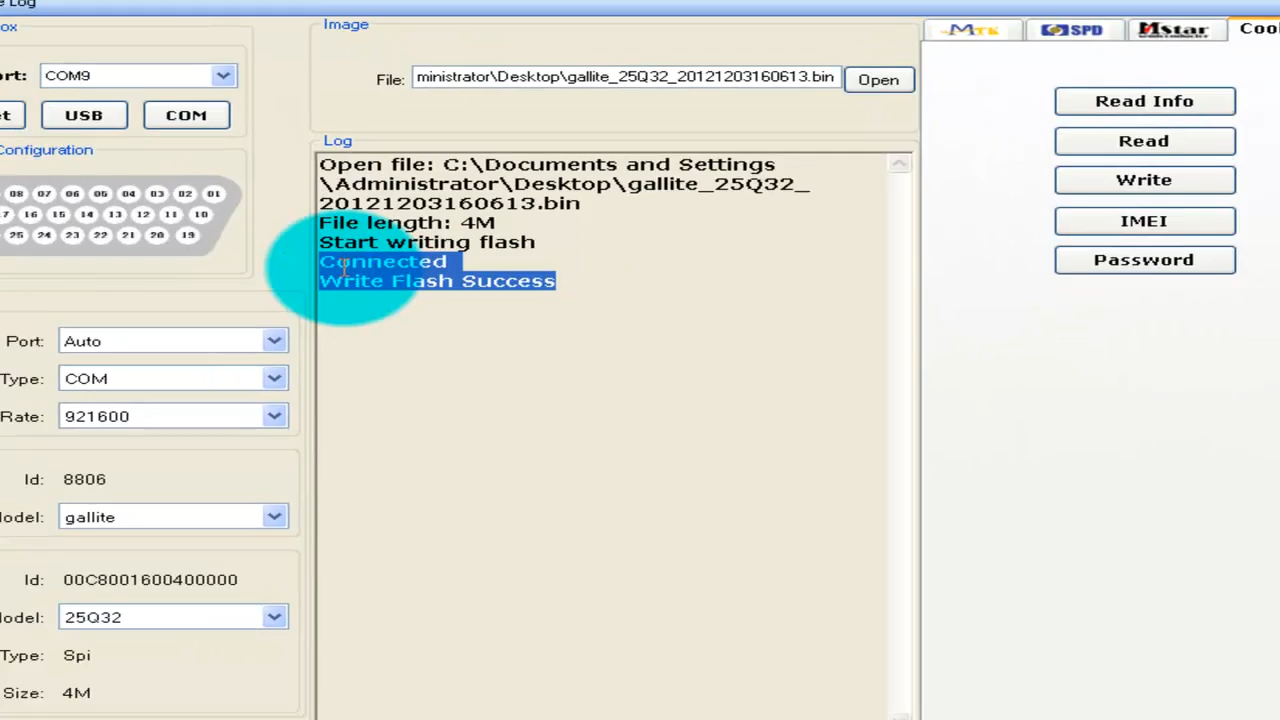 e Log
ox
ort: COM9
et USB COM
Configuration
08 07 06 05 04 03 02 01
17 16 15 14 13 12 11 10
25 24 23 22 21 20 19
Port: Auto
Type: COM
Rate: 921600
Id: 8806
Model: gallite
Id: 00C8001600400000
Model: 25Q32
Type: Spi
Size: 4M
Image
File: ministrator\Desktop\gallite_25Q32_20121203160613.bin Open
Log
Open file: C:\Documents and Settings
\Administrator\Desktop\gallite_25Q32_
20121203160613.bin
File length: 4M
Start writing flash
Connected
Write Flash Success
MTK SPD Mstar Cool
Read Info
Read
Write
IMEI
Password